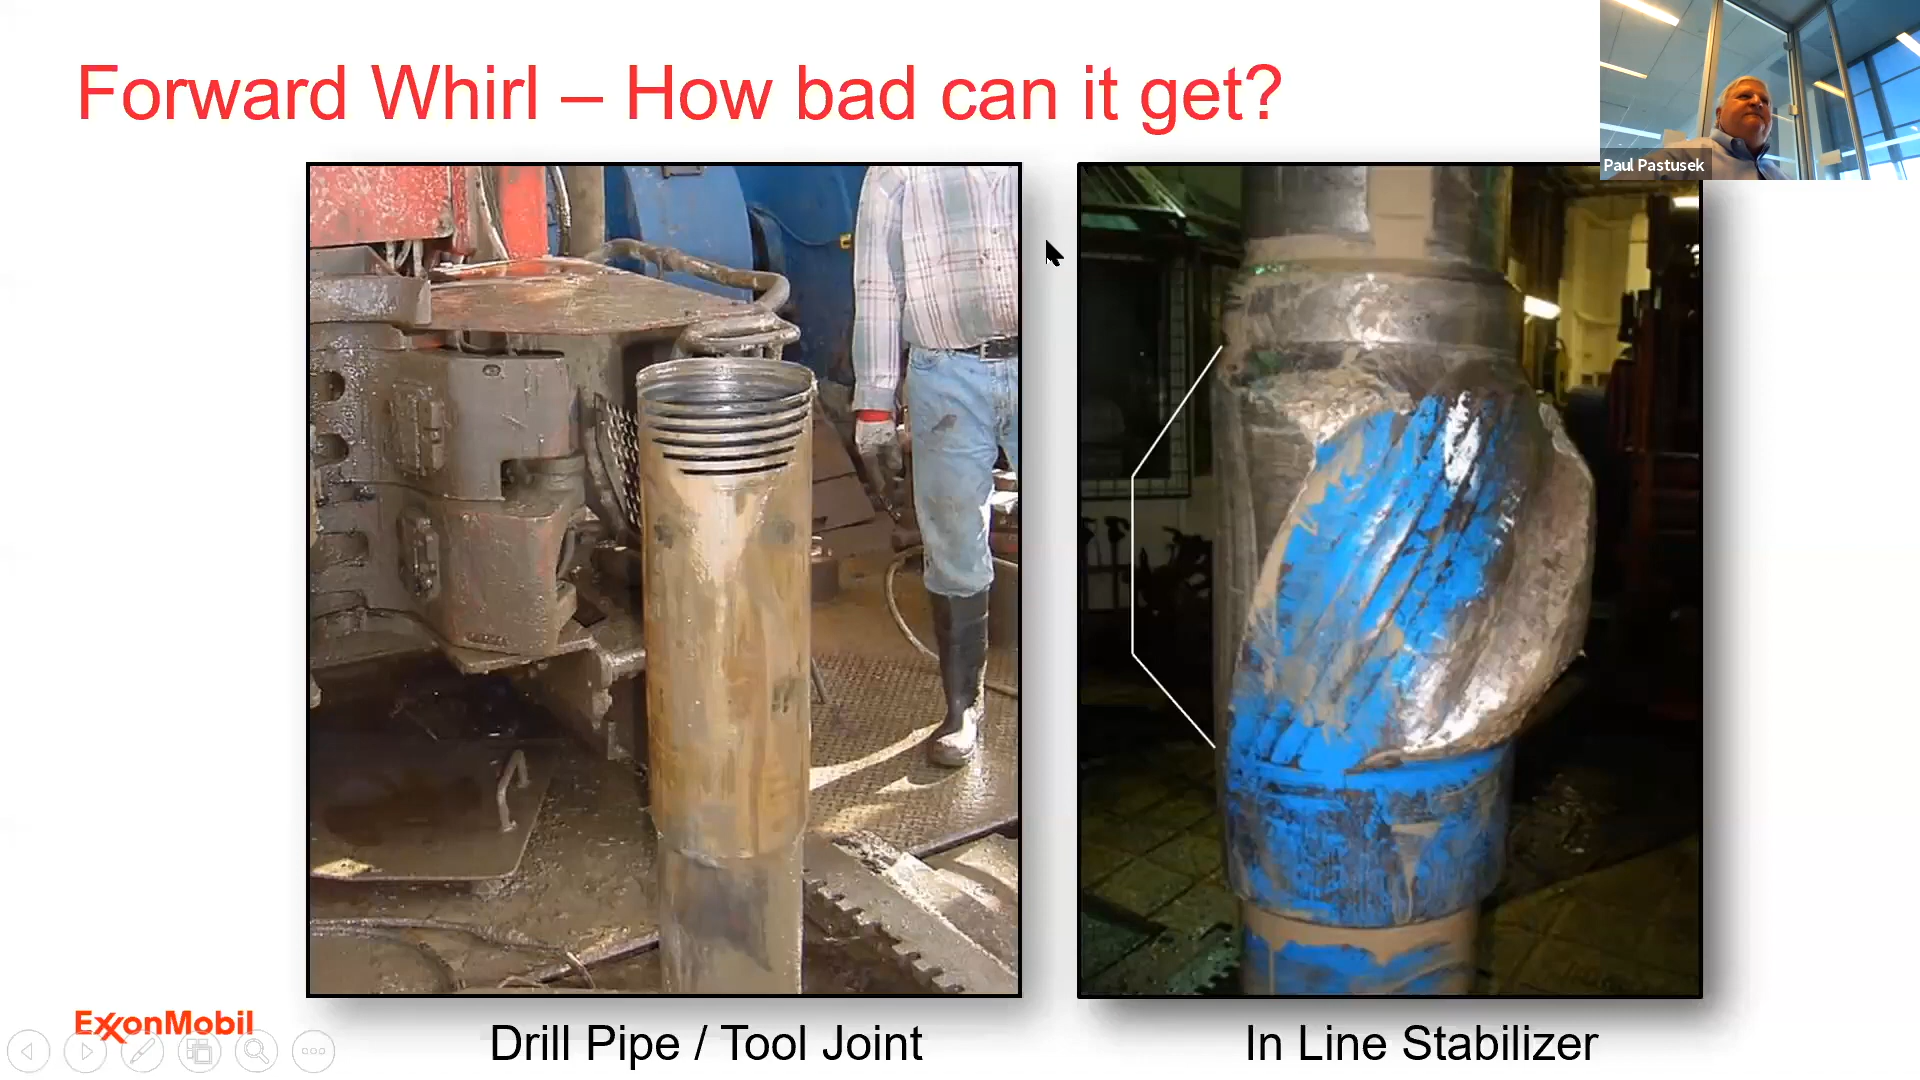 Forward Whirl – How bad can it get?
Paul Pastusek
ExxonMobil
Drill Pipe / Tool Joint
In Line Stabilizer